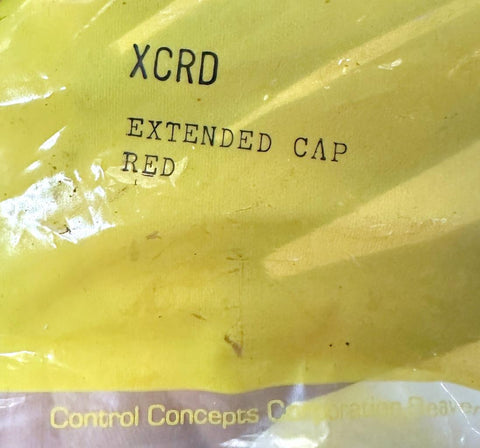 XCRD
EXTENDED CAP
RED
Control Concepts Corporation